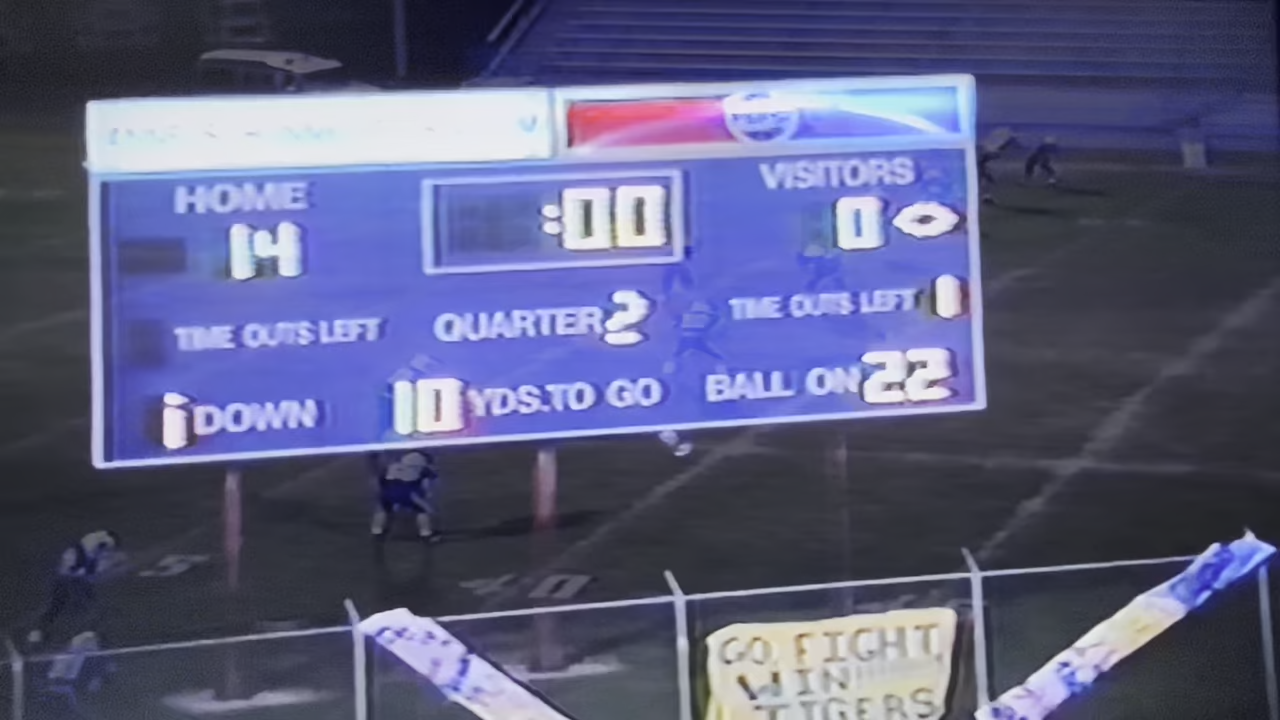 HOME
14
:00
VISITORS
0
TIME OUTS LEFT
QUARTER 2
TIME OUTS LEFT 1
1 DOWN
10 YDS. TO GO
BALL ON 22
GO, FIGHT,
WIN!!!!!!!
TIGERS